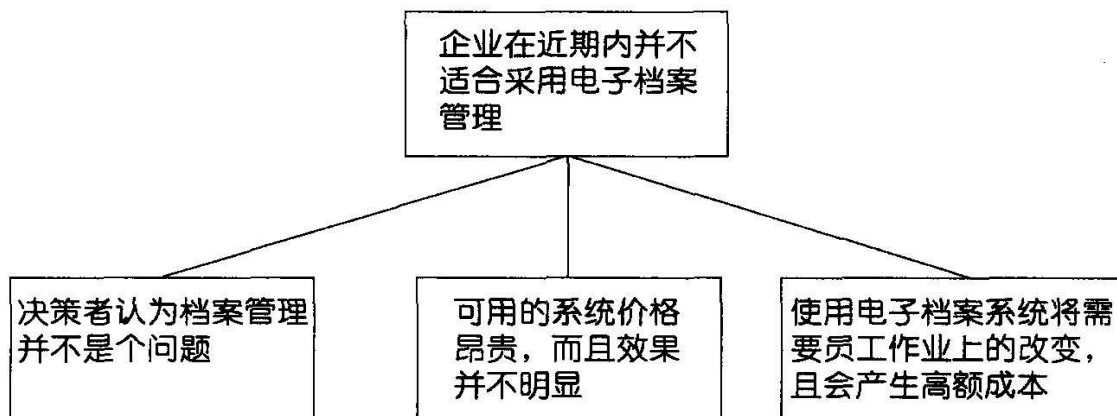 企业在近期内并不
适合采用电子档案
管理
决策者认为档案管理
并不是个问题
可用的系统价格
昂贵，而且效果
并不明显
使用电子档案系统将需
要员工作业上的改变，
且会产生高额成本